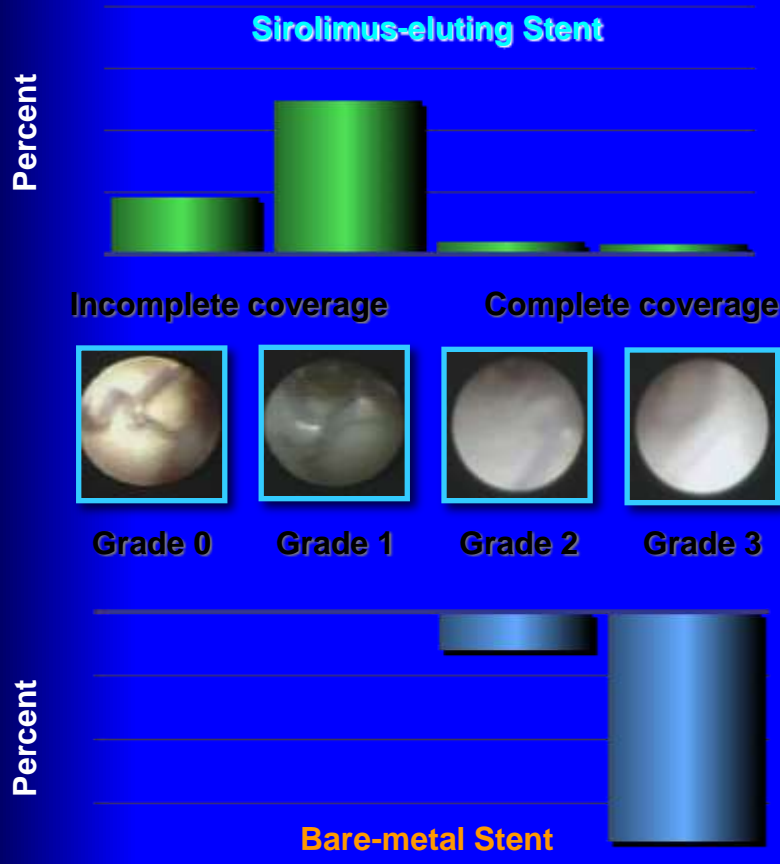 Sirolimus-eluting Stent
Percent
Incomplete coverage
Complete coverage
Grade 0
Grade 1
Grade 2
Grade 3
Percent
Bare-metal Stent